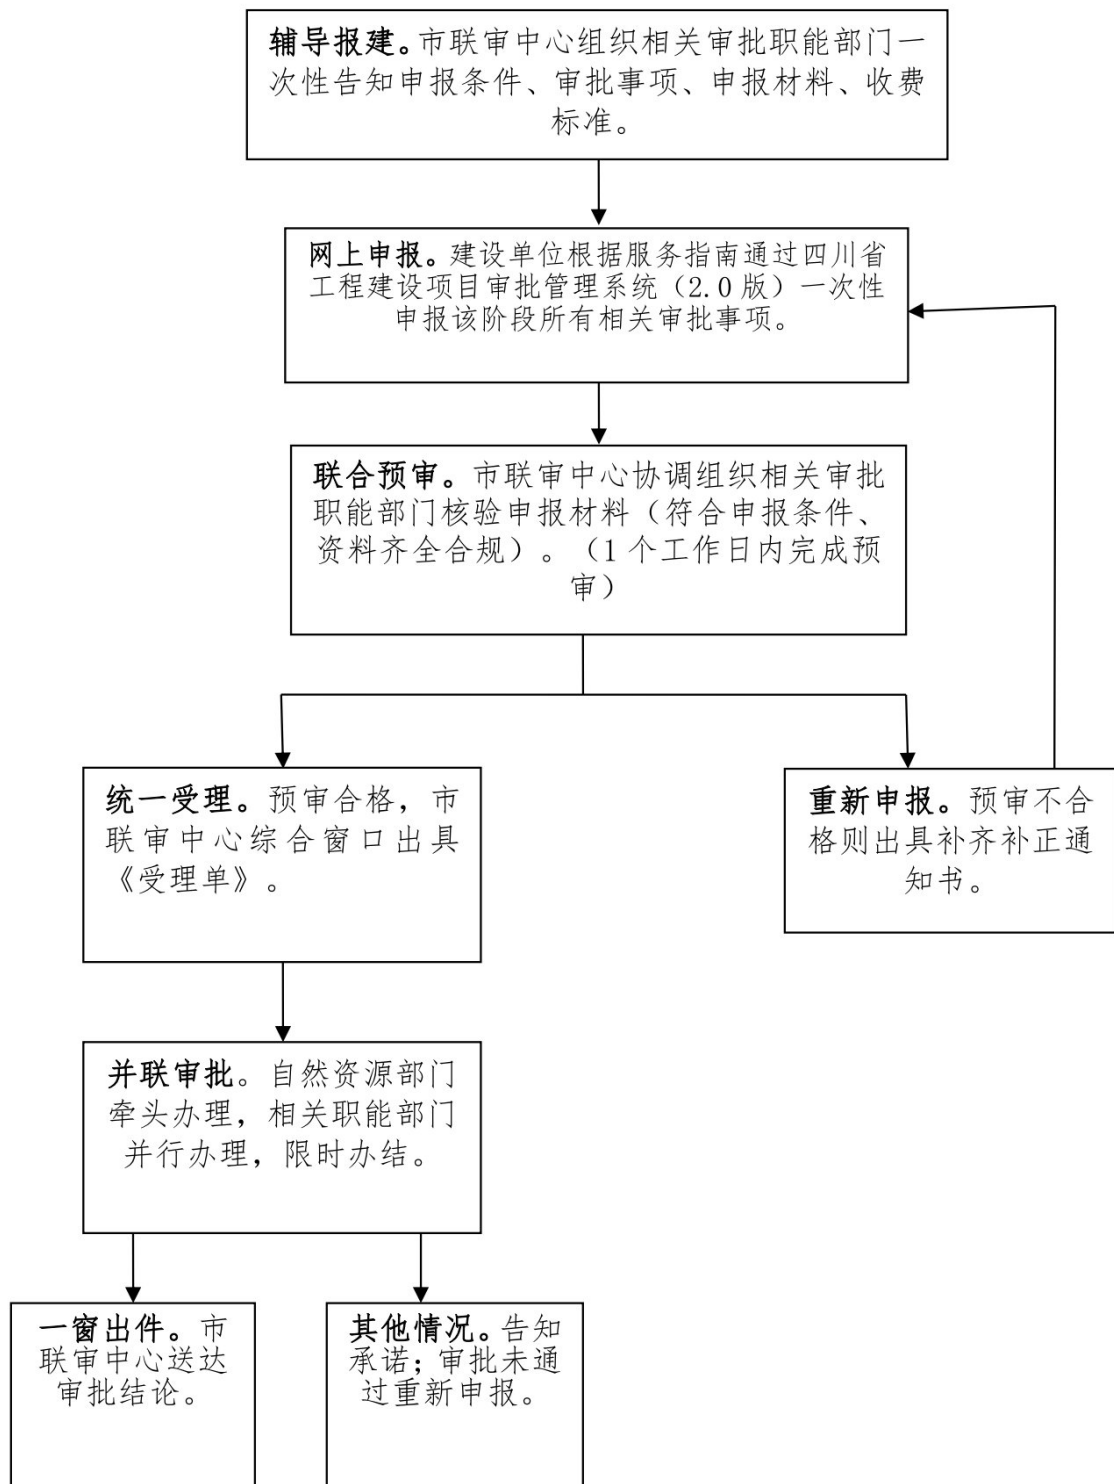 辅导报建。市联审中心组织相关审批职能部门一
次性告知申报条件、审批事项、申报材料、收费
标准。
网上申报。建设单位根据服务指南通过四川省
工程建设项目审批管理系统（2.0 版）一次性
申报该阶段所有相关审批事项。
联合预审。市联审中心协调组织相关审批
职能部门核验申报材料（符合申报条件、
资料齐全合规）。（1 个工作日内完成预
审）
统一受理。预审合格，市
联审中心综合窗口出具
《受理单》。
重新申报。预审不合
格则出具补齐补正通
知书。
并联审批。自然资源部门
牵头办理，相关职能部门
并行办理，限时办结。
一窗出件。市
联审中心送达
审批结论。
其他情况。告知
承诺；审批未通
过重新申报。